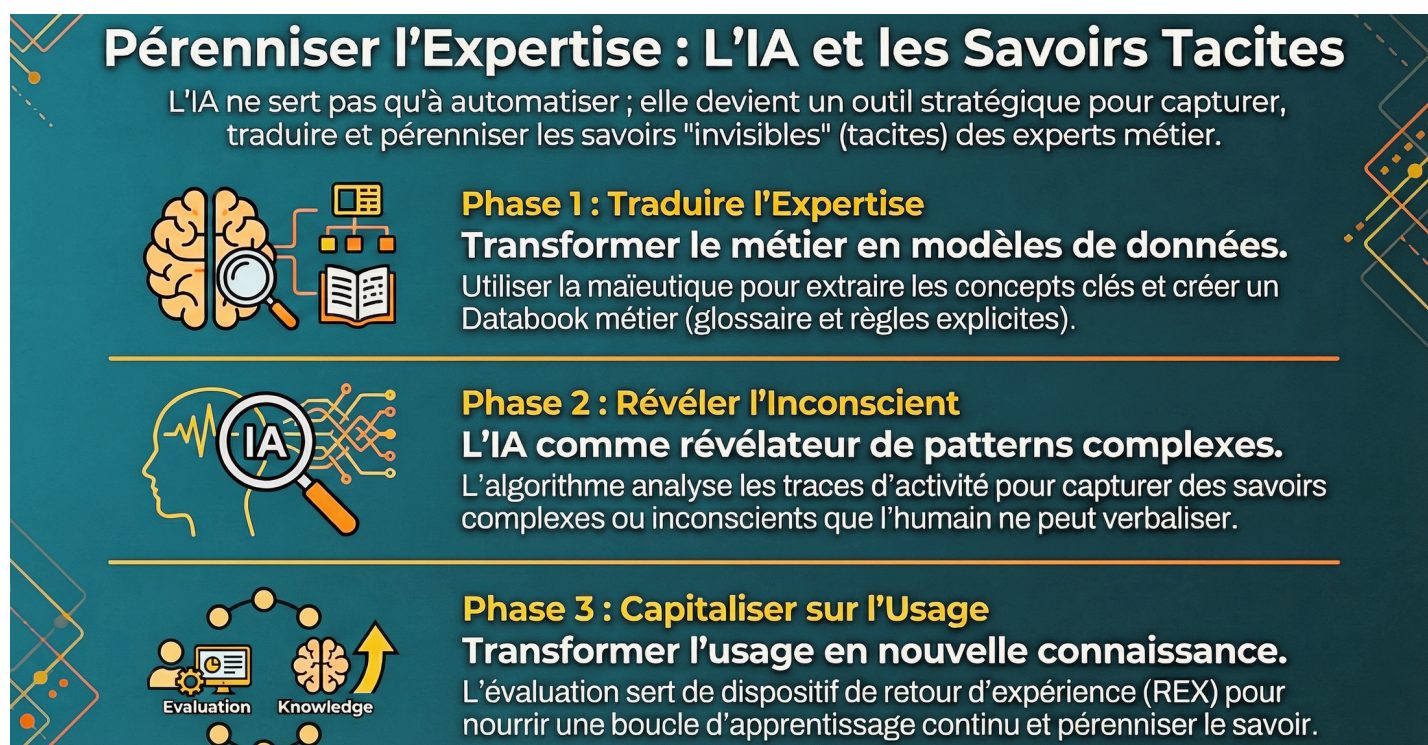 Pérenniser l’Expertise : L’IA et les Savoirs Tacites
L’IA ne sert pas qu’à automatiser ; elle devient un outil stratégique pour capturer,
traduire et pérenniser les savoirs "invisibles" (tacites) des experts métier.
Phase 1 : Traduire l’Expertise
Transformer le métier en modèles de données.
Utiliser la maïeutique pour extraire les concepts clés et créer un
Databook métier (glossaire et règles explicites).
IA
Phase 2 : Révéler l’Inconscient
L’IA comme révélateur de patterns complexes.
L’algorithme analyse les traces d’activité pour capturer des savoirs
complexes ou inconscients que l’humain ne peut verbaliser.
Phase 3 : Capitaliser sur l’Usage
Transformer l’usage en nouvelle connaissance.
L’évaluation sert de dispositif de retour d’expérience (REX) pour
nourrir une boucle d’apprentissage continu et pérenniser le savoir.
Evaluation
Knowledge